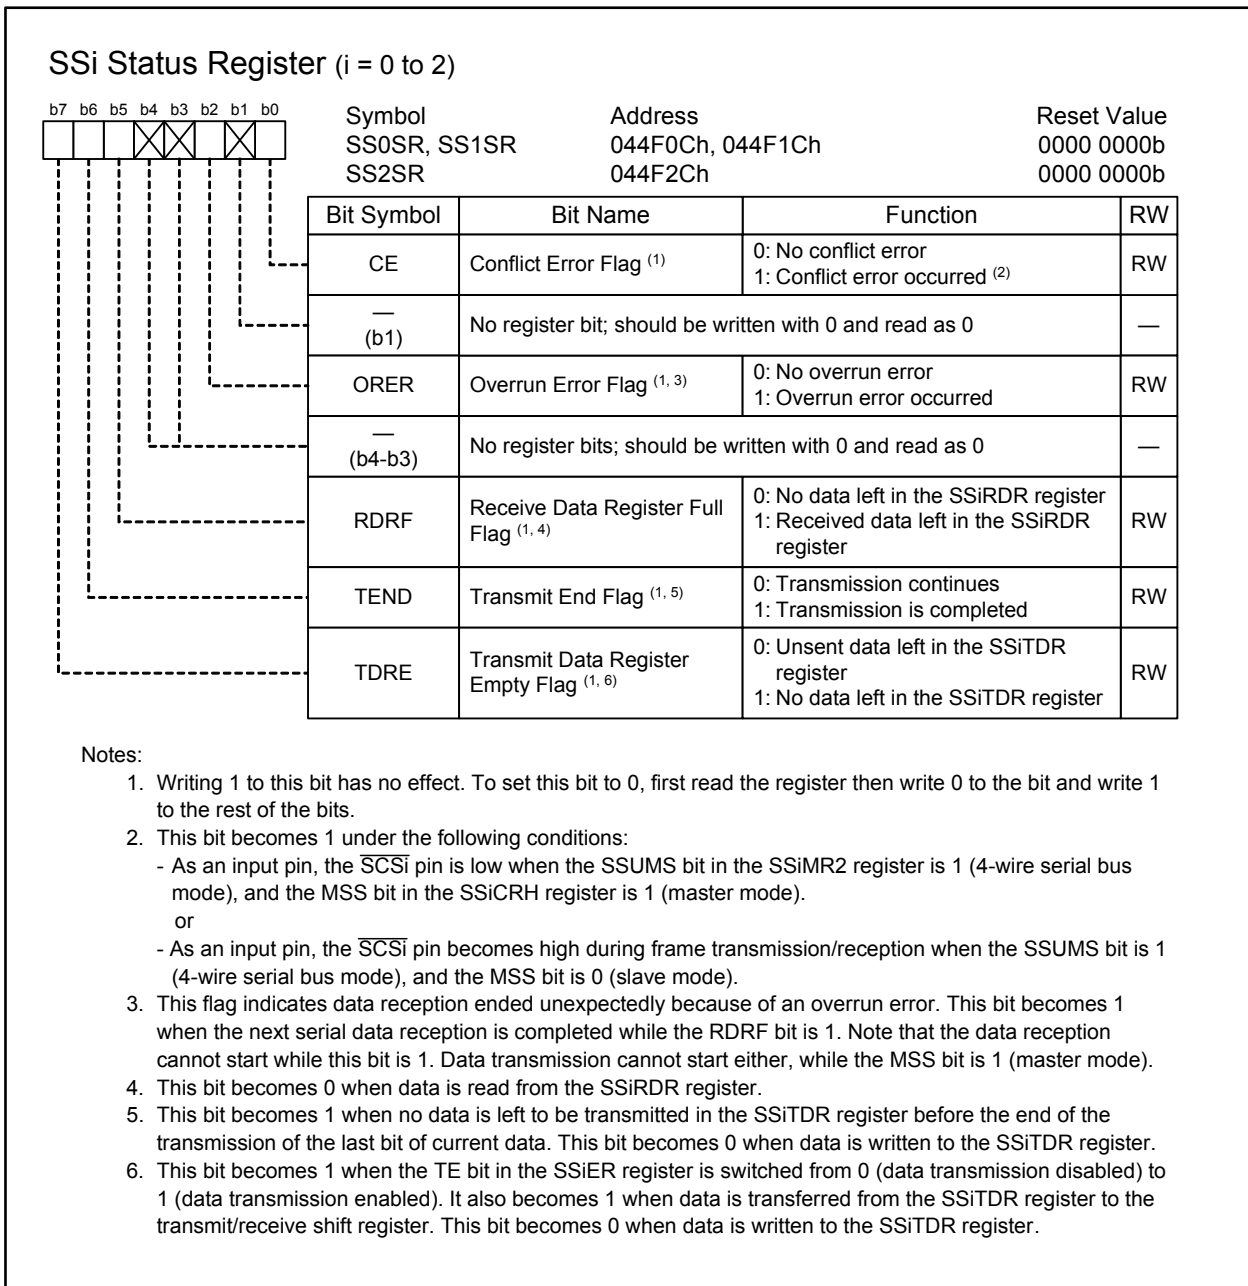 SSi Status Register (i = 0 to 2)
b7 b6 b5 b4 b3 b2 b1 b0
Symbol Address Reset Value
SS0SR, SS1SR 044F0Ch, 044F1Ch 0000 0000b
SS2SR 044F2Ch 0000 0000b
Bit Symbol Bit Name Function RW
CE Conflict Error Flag (1) 0: No conflict error
1: Conflict error occurred (2) RW
—
(b1) No register bit; should be written with 0 and read as 0 —
ORER Overrun Error Flag (1, 3) 0: No overrun error
1: Overrun error occurred RW
—
(b4-b3) No register bits; should be written with 0 and read as 0 —
RDRF Receive Data Register Full
Flag (1, 4) 0: No data left in the SSiRDR register
1: Received data left in the SSiRDR
register RW
TEND Transmit End Flag (1, 5) 0: Transmission continues
1: Transmission is completed RW
TDRE Transmit Data Register
Empty Flag (1, 6) 0: Unsent data left in the SSiTDR
register
1: No data left in the SSiTDR register RW
Notes:
1. Writing 1 to this bit has no effect. To set this bit to 0, first read the register then write 0 to the bit and write 1
to the rest of the bits.
2. This bit becomes 1 under the following conditions:
- As an input pin, the SCSi pin is low when the SSUMS bit in the SSiMR2 register is 1 (4-wire serial bus
mode), and the MSS bit in the SSiCRH register is 1 (master mode).
or
- As an input pin, the SCSi pin becomes high during frame transmission/reception when the SSUMS bit is 1
(4-wire serial bus mode), and the MSS bit is 0 (slave mode).
3. This flag indicates data reception ended unexpectedly because of an overrun error. This bit becomes 1
when the next serial data reception is completed while the RDRF bit is 1. Note that the data reception
cannot start while this bit is 1. Data transmission cannot start either, while the MSS bit is 1 (master mode).
4. This bit becomes 0 when data is read from the SSiRDR register.
5. This bit becomes 1 when no data is left to be transmitted in the SSiTDR register before the end of the
transmission of the last bit of current data. This bit becomes 0 when data is written to the SSiTDR register.
6. This bit becomes 1 when the TE bit in the SSiER register is switched from 0 (data transmission disabled) to
1 (data transmission enabled). It also becomes 1 when data is transferred from the SSiTDR register to the
transmit/receive shift register. This bit becomes 0 when data is written to the SSiTDR register.